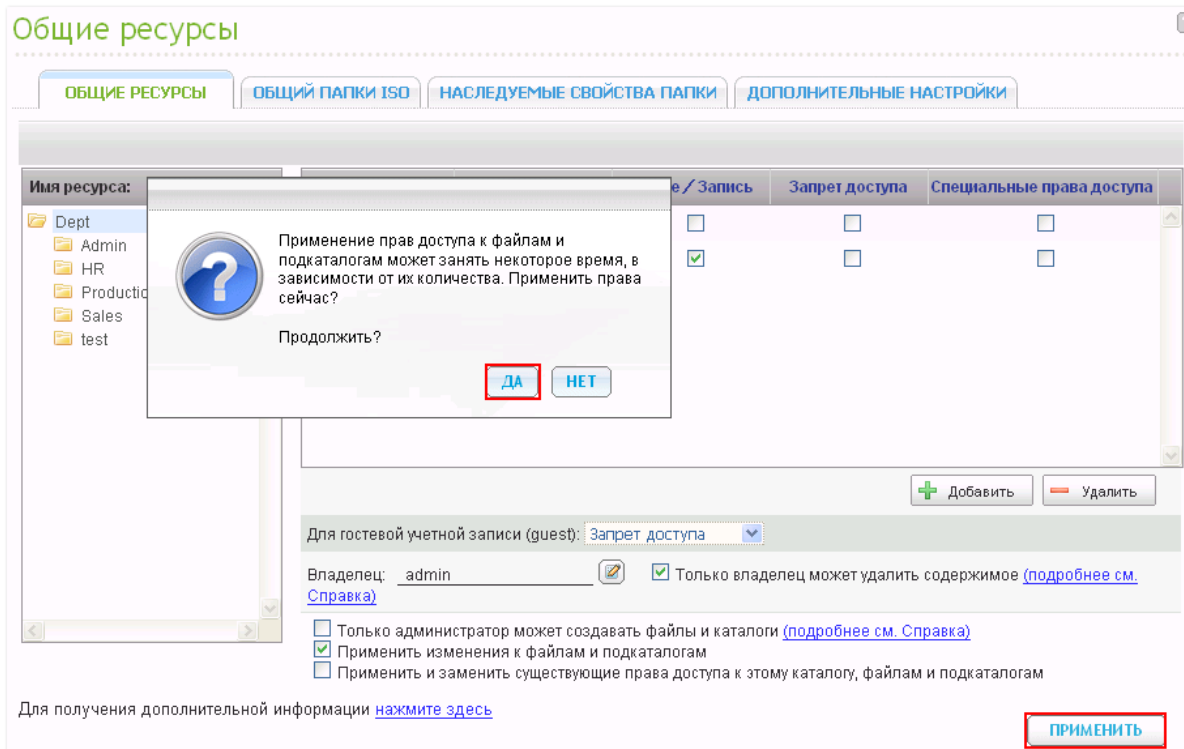 Общие ресурсы
ОБЩИЕ РЕСУРСЫ ОБЩИЙ ПАПКИ ISO НАСЛЕДУЕМЫЕ СВОЙСТВА ПАПКИ ДОПОЛНИТЕЛЬНЫЕ НАСТРОЙКИ
Имя ресурса:
е / Запись Запрет доступа Специальные права доступа
Dept
Admin
HR
Productio
Sales
test
Применение прав доступа к файлам и
подкаталогам может занять некоторое время, в
зависимости от их количества. Применить права
сейчас?
Продолжить?
ДА НЕТ
Добавить Удалить
Для гостевой учетной записи (guest): Запрет доступа
Владелец: admin Только владелец может удалить содержимое (подробнее см.
Справка)
Только администратор может создавать файлы и каталоги (подробнее см. Справка)
Применить изменения к файлам и подкаталогам
Применить и заменить существующие права доступа к этому каталогу, файлам и подкаталогам
Для получения дополнительной информации нажмите здесь
ПРИМЕНИТЬ